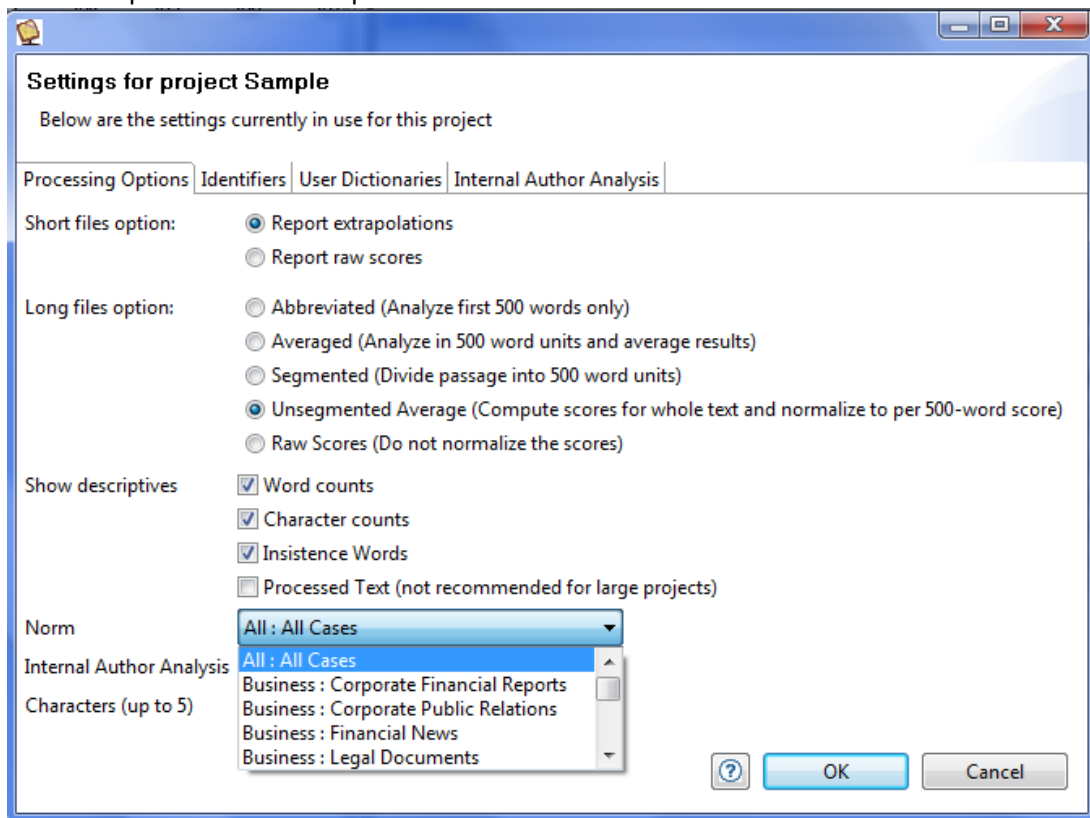 Settings for project Sample
Below are the settings currently in use for this project
Processing Options Identifiers User Dictionaries Internal Author Analysis
Short files option: Report extrapolations
Report raw scores
Long files option: Abbreviated (Analyze first 500 words only)
Averaged (Analyze in 500 word units and average results)
Segmented (Divide passage into 500 word units)
Unsegmented Average (Compute scores for whole text and normalize to per 500-word score)
Raw Scores (Do not normalize the scores)
Show descriptives Word counts
Character counts
Insistence Words
Processed Text (not recommended for large projects)
Norm All : All Cases
Internal Author Analysis All : All Cases
Business : Corporate Financial Reports
Characters (up to 5) Business : Corporate Public Relations
Business : Financial News
Business : Legal Documents
? OK Cancel